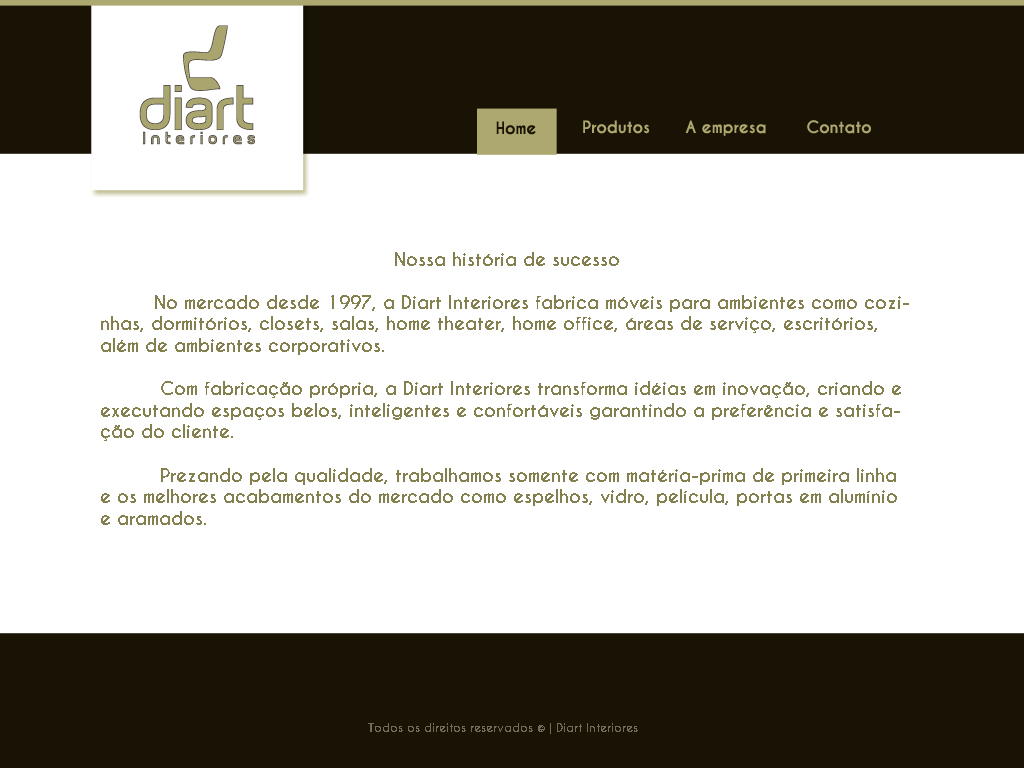 diart
Interiores
Home Produtos A empresa Contato
Nossa história de sucesso
No mercado desde 1997, a Diart Interiores fabrica móveis para ambientes como cozi-
nhas, dormitórios, closets, salas, home theater, home office, áreas de serviço, escritórios,
além de ambientes corporativos.
Com fabricação própria, a Diart Interiores transforma idéias em inovação, criando e
executando espaços belos, inteligentes e confortáveis garantindo a preferência e satisfa-
ção do cliente.
Prezando pela qualidade, trabalhamos somente com matéria-prima de primeira linha
e os melhores acabamentos do mercado como espelhos, vidro, película, portas em alumínio
e aramados.
Todos os direitos reservados © | Diart Interiores